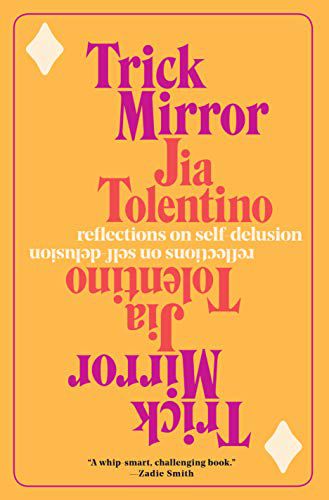 Trick
Mirror
Jia
Tolentino
reflections on self-delusion
reflections on self-delusion
Tolentino
Jia
Mirror
Trick
“A whip-smart, challenging book.”
—Zadie Smith